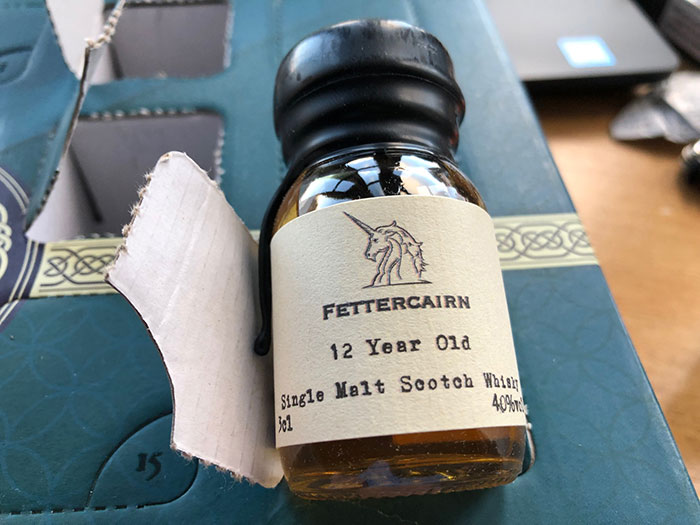 FETTERCAIRN
12 Year Old
Single Malt Scotch Whisky
3cl 40%vol
15